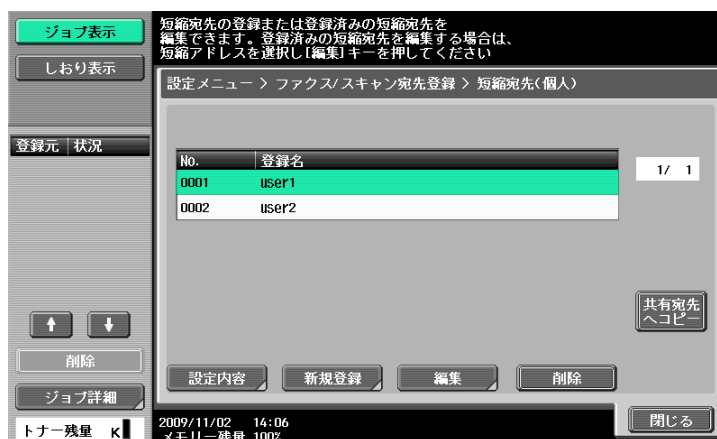 ジョブ表示
しおり表示
登録元 状況
削除
ジョブ詳細
トナー残量 K
短縮宛先の登録または登録済みの短縮宛先を
編集できます。登録済みの短縮宛先を編集する場合は、
短縮アドレスを選択し[編集]キーを押してください
設定メニュー > ファクス/スキャン宛先登録 > 短縮宛先(個人)
No. 登録名
0001 user1
0002 user2
1/ 1
共有宛先
へコピー
設定内容 新規登録 編集 削除
2009/11/02 14:06
メモリー残量 100%
閉じる